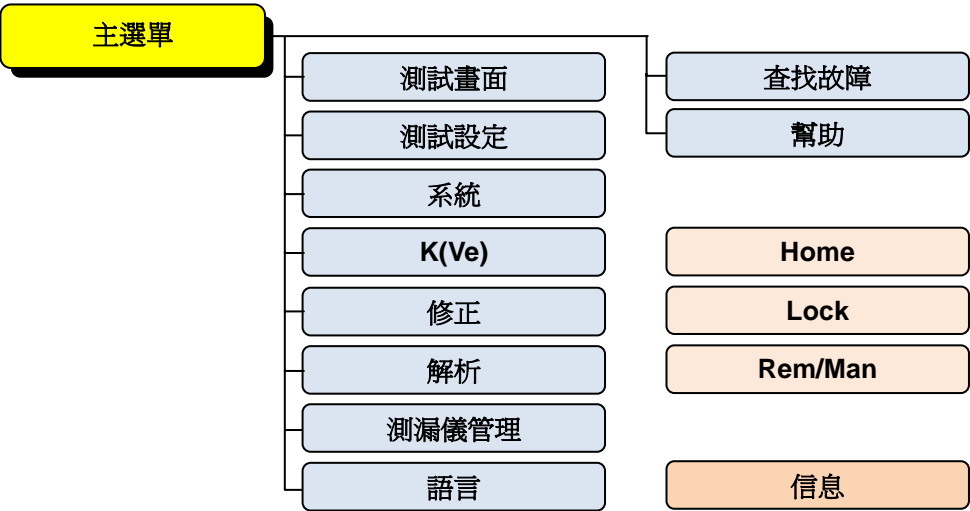 主選單
測試畫面
測試設定
系統
K(Ve)
修正
解析
測漏儀管理
語言
查找故障
幫助
Home
Lock
Rem/Man
信息